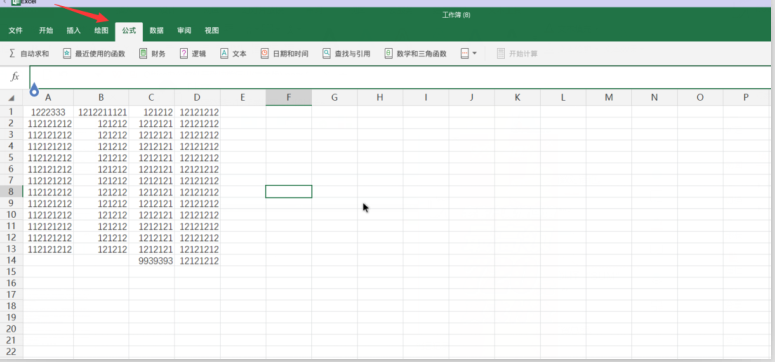 Excel
工作簿 (8)
文件 开始 插入 绘图 公式 数据 审阅 视图
Σ 自动求和 最近使用的函数 财务 ? 逻辑 A 文本 日期和时间 查找与引用 数学和三角函数 开始计算
fx
A B C D E F G H I J K L M N O P
1 1222333 1212211121 121212 12121212
2 112121212 121212 1212121 12121212
3 112121212 121212 1212121 12121212
4 112121212 121212 1212121 12121212
5 112121212 121212 1212121 12121212
6 112121212 121212 1212121 12121212
7 112121212 121212 1212121 12121212
8 112121212 121212 1212121 12121212
9 112121212 121212 1212121 12121212
10 112121212 121212 1212121 12121212
11 112121212 121212 1212121 12121212
12 112121212 121212 1212121 12121212
13 112121212 121212 1212121 12121212
14 9939393 12121212
15
16
17
18
19
20
21
22